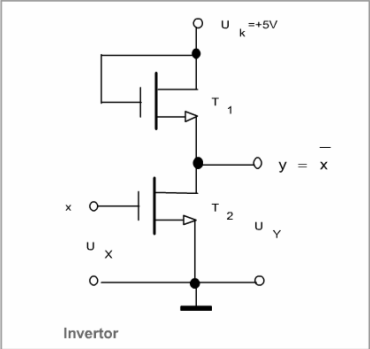 U k =+5V
T 1
y = x̅
x
T 2
U Y
U X
Invertor